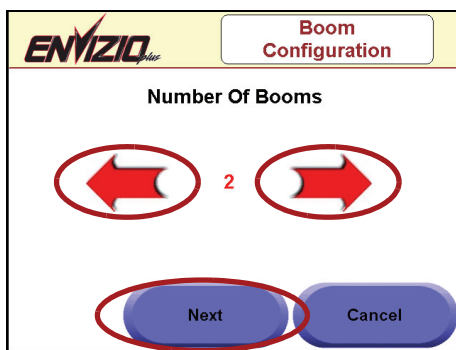 ENVIZIO plus
Boom
Configuration
Number Of Booms
2
Next
Cancel